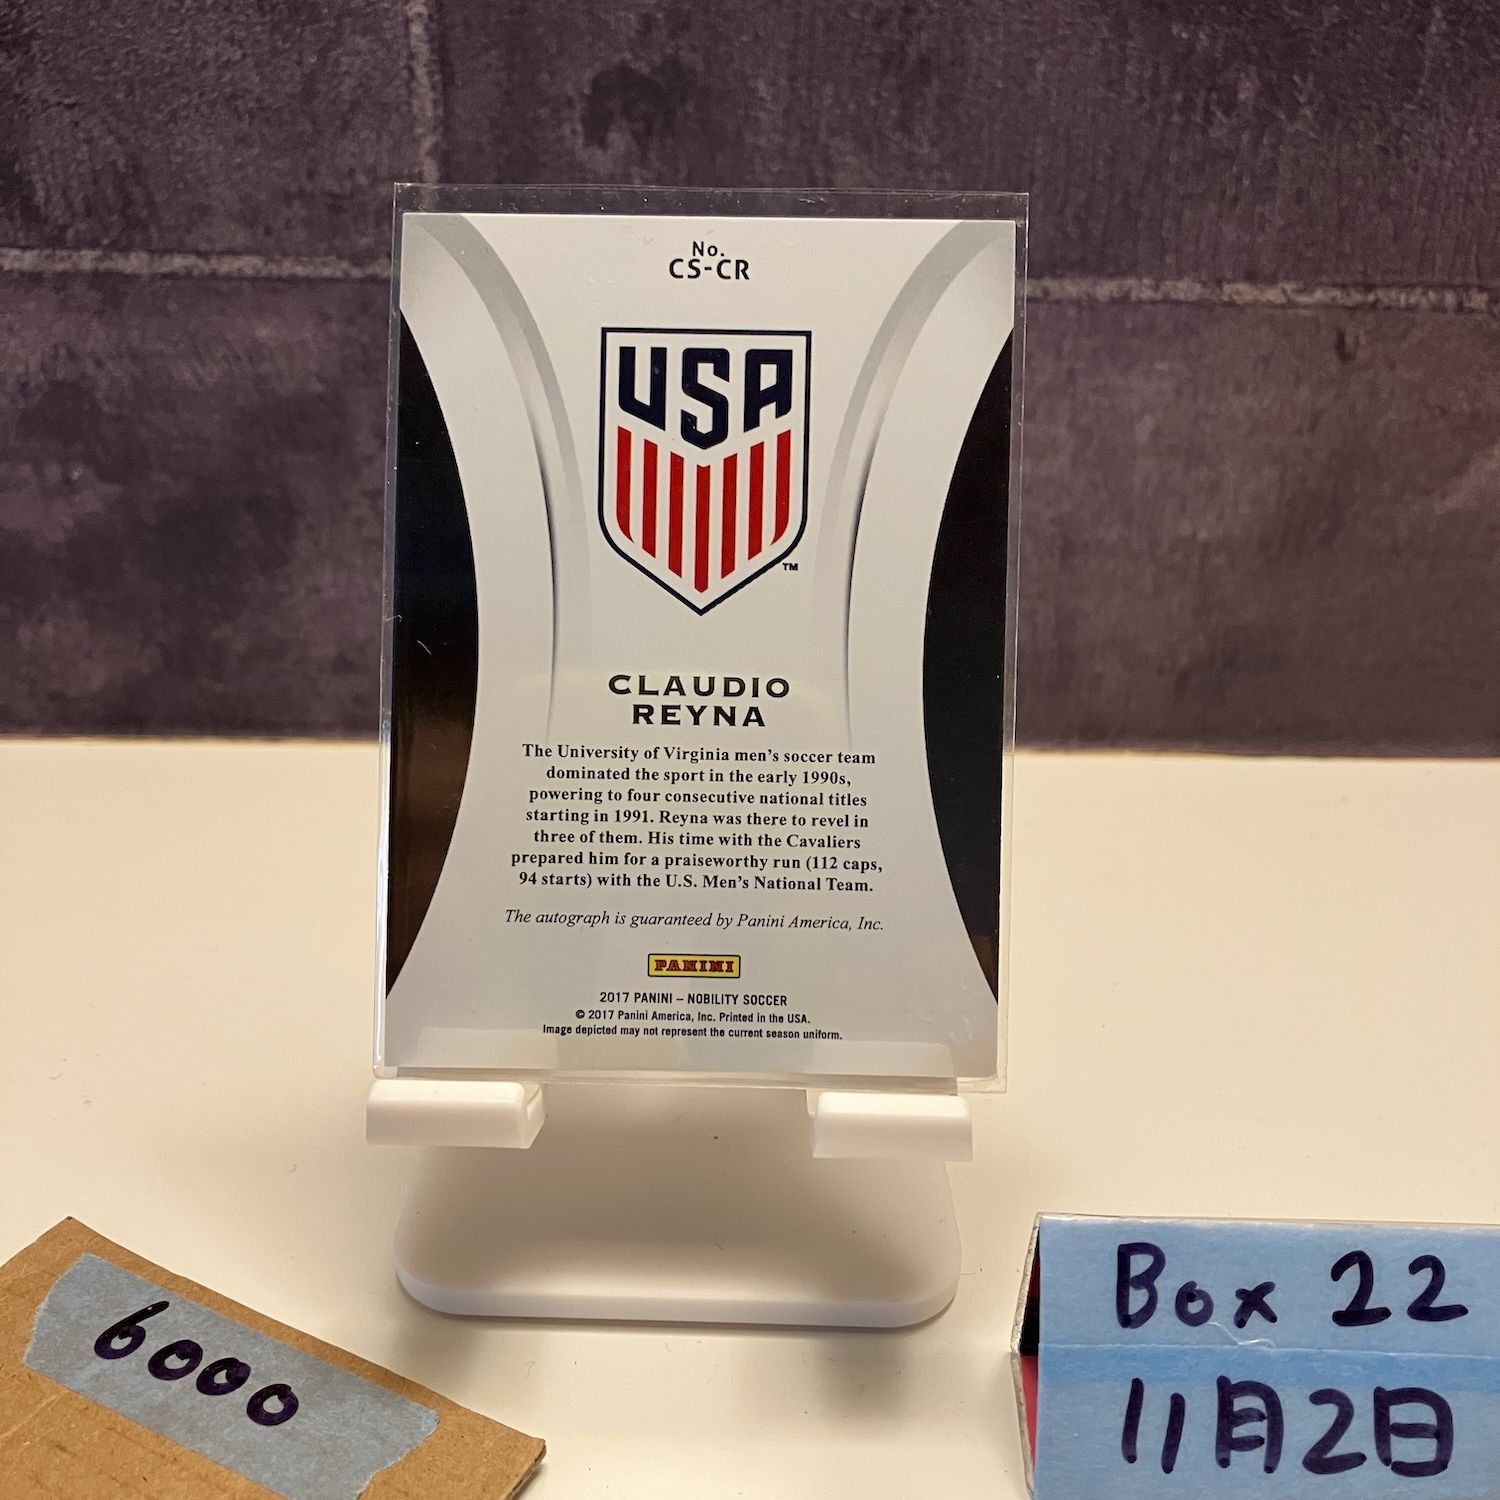 No.
CS-CR
USA
TM
CLAUDIO
REYNA
The University of Virginia men's soccer team
dominated the sport in the early 1990s,
powering to four consecutive national titles
starting in 1991. Reyna was there to revel in
three of them. His time with the Cavaliers
prepared him for a praiseworthy run (112 caps,
94 starts) with the U.S. Men's National Team.
The autograph is guaranteed by Panini America, Inc.
PANINI
2017 PANINI – NOBILITY SOCCER
© 2017 Panini America, Inc. Printed in the USA.
Image depicted may not represent the current season uniform.
6000
Box 22
11月2日